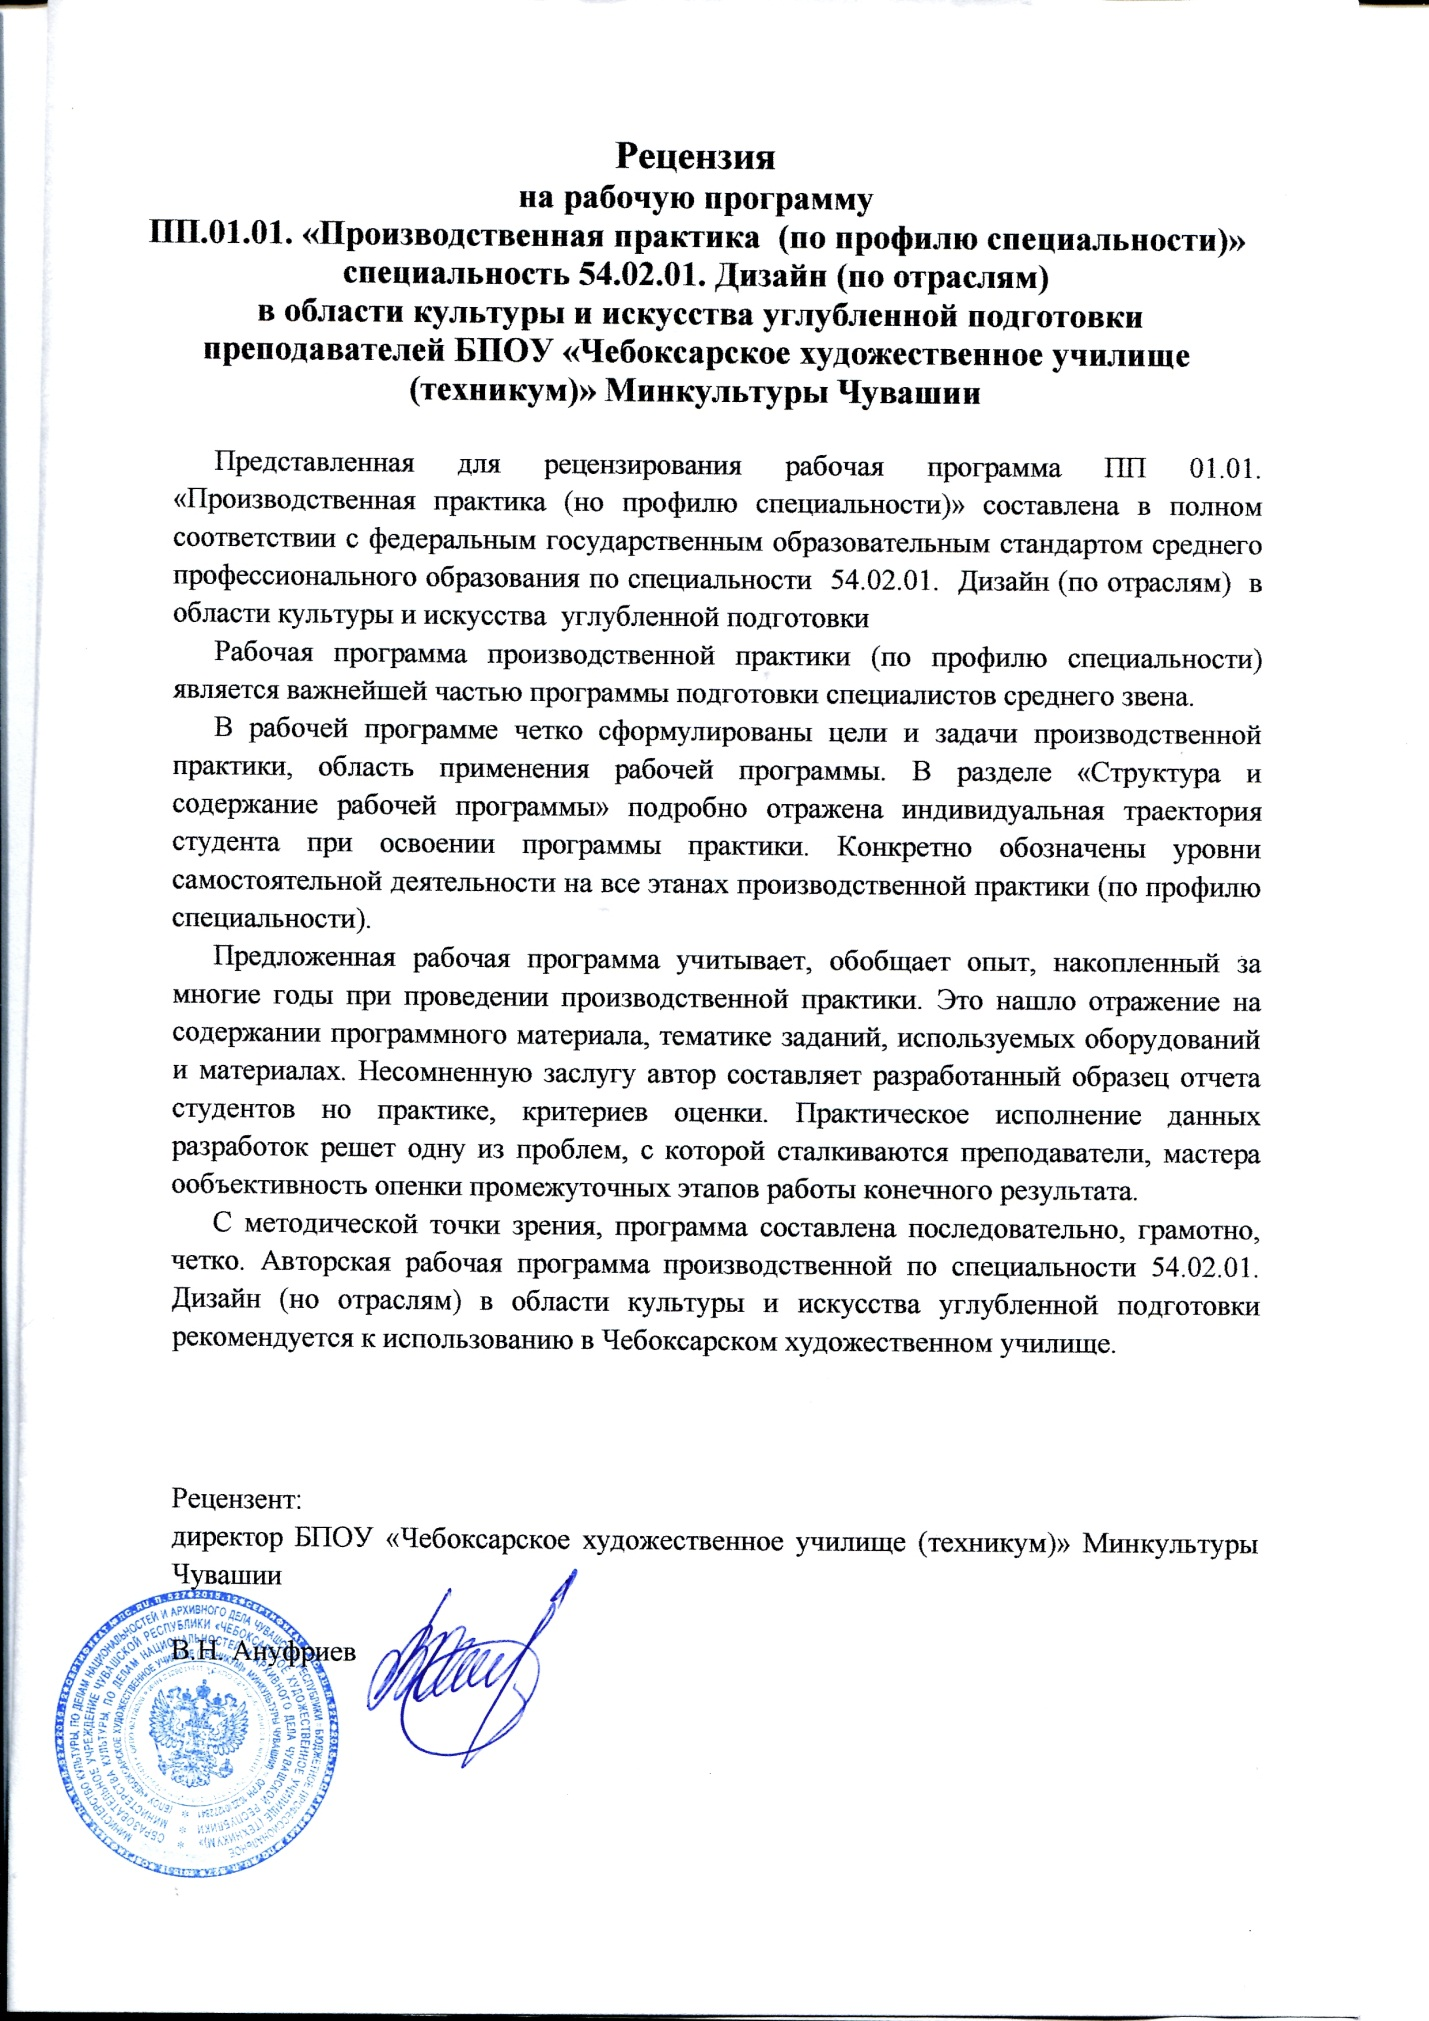 Рецензия
на рабочую программу
ПП.01.01. «Производственная практика (по профилю специальности)»
специальность 54.02.01. Дизайн (по отраслям)
в области культуры и искусства углубленной подготовки
преподавателей БПОУ «Чебоксарское художественное училище
(техникум)» Минкультуры Чувашии
Представленная для рецензирования рабочая программа ПП 01.01.
«Производственная практика (но профилю специальности)» составлена в полном
соответствии с федеральным государственным образовательным стандартом среднего
профессионального образования по специальности 54.02.01. Дизайн (по отраслям) в
области культуры и искусства углубленной подготовки
Рабочая программа производственной практики (по профилю специальности)
является важнейшей частью программы подготовки специалистов среднего звена.
В рабочей программе четко сформулированы цели и задачи производственной
практики, область применения рабочей программы. В разделе «Структура и
содержание рабочей программы» подробно отражена индивидуальная траектория
студента при освоении программы практики. Конкретно обозначены уровни
самостоятельной деятельности на все этанах производственной практики (по профилю
специальности).
Предложенная рабочая программа учитывает, обобщает опыт, накопленный за
многие годы при проведении производственной практики. Это нашло отражение на
содержании программного материала, тематике заданий, используемых оборудований
и материалах. Несомненную заслугу автор составляет разработанный образец отчета
студентов но практике, критериев оценки. Практическое исполнение данных
разработок решет одну из проблем, с которой сталкиваются преподаватели, мастера
ообъективность опенки промежуточных этапов работы конечного результата.
С методической точки зрения, программа составлена последовательно, грамотно,
четко. Авторская рабочая программа производственной по специальности 54.02.01.
Дизайн (но отраслям) в области культуры и искусства углубленной подготовки
рекомендуется к использованию в Чебоксарском художественном училище.
Рецензент:
директор БПОУ «Чебоксарское художественное училище (техникум)» Минкультуры
Чувашии
В.Н. Ануфриев